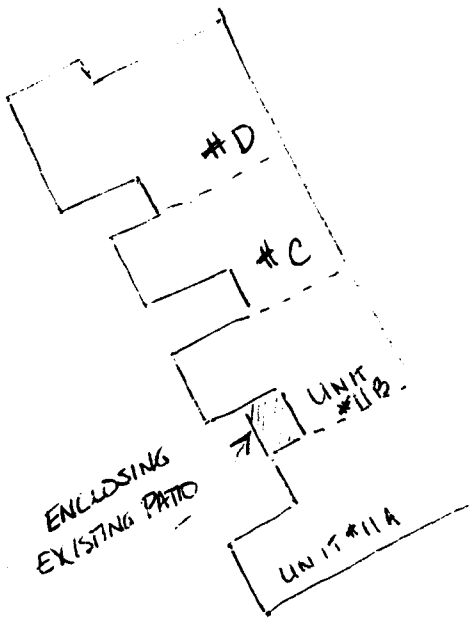 #D
#C
UNIT
#11B
ENCLOSING
EXISTING PATIO
UNIT #11A